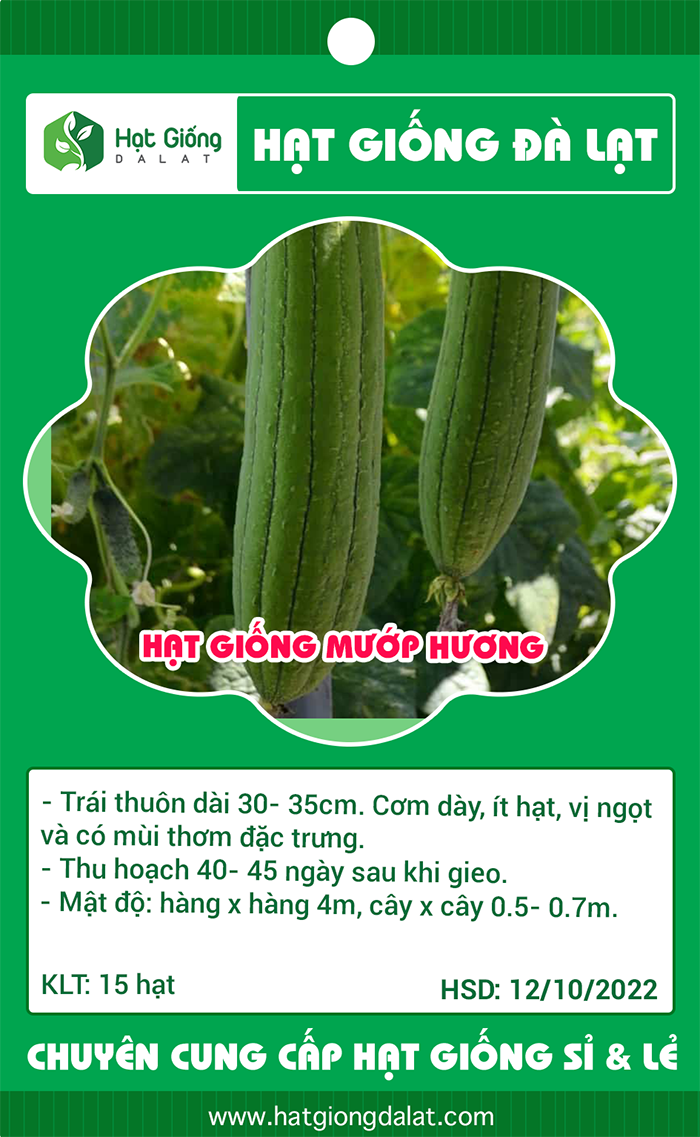 Hạt Giống
DALAT
HẠT GIỐNG ĐÀ LẠT
HẠT GIỐNG MƯỚP HƯƠNG
- Trái thuôn dài 30- 35cm. Cơm dày, ít hạt, vị ngọt
và có mùi thơm đặc trưng.
- Thu hoạch 40- 45 ngày sau khi gieo.
- Mật độ: hàng x hàng 4m, cây x cây 0.5- 0.7m.
KLT: 15 hạt
HSD: 12/10/2022
CHUYÊN CUNG CẤP HẠT GIỐNG SỈ & LẺ
www.hatgiongdalat.com